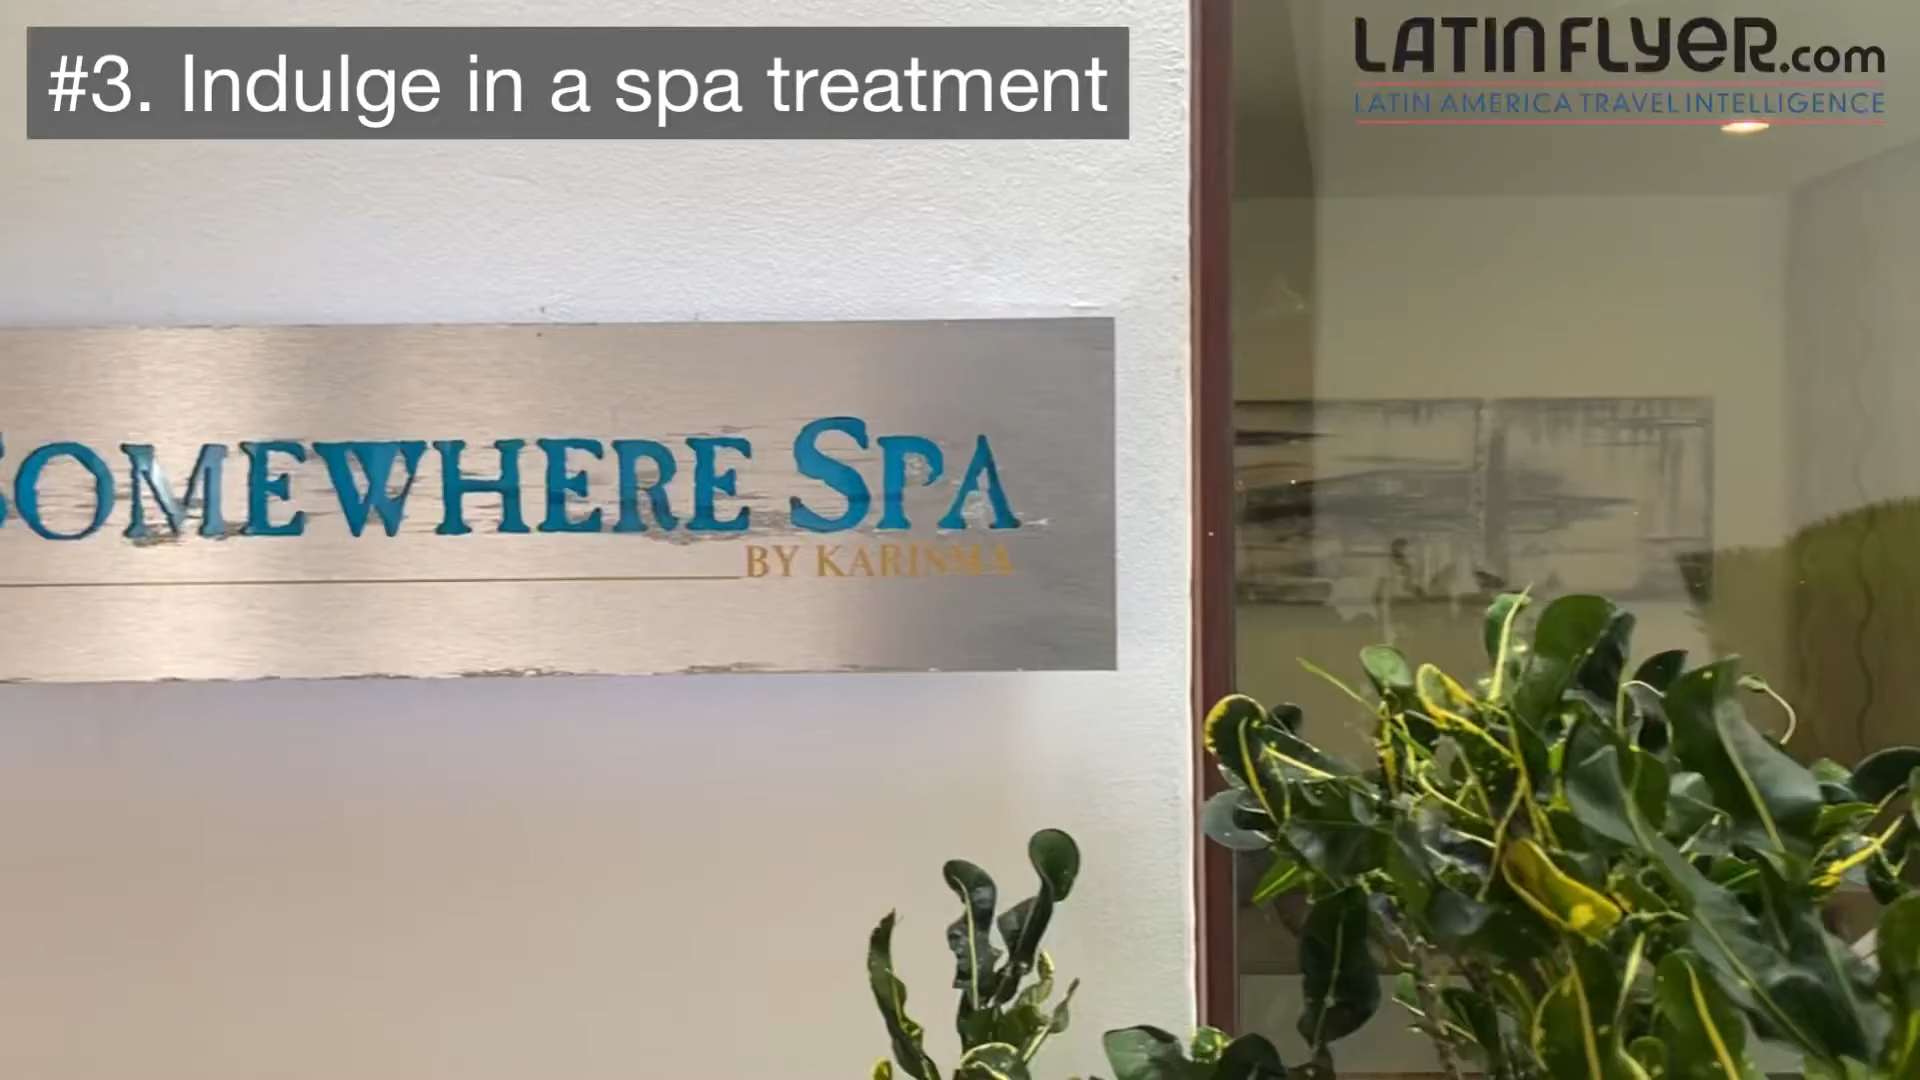 #3. Indulge in a spa treatment
LATINFLYER.com
LATIN AMERICA TRAVEL INTELLIGENCE
SOMEWHERE SPA
BY KARISMA